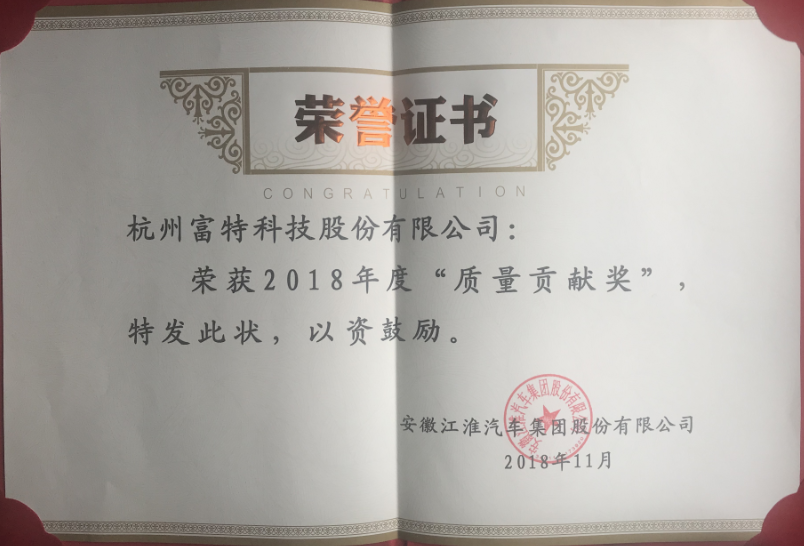 荣誉证书
CONGRATULATION
杭州富特科技股份有限公司：
荣获2018年度“质量贡献奖”，
特发此状，以资鼓励。
安徽江淮汽车集团股份有限公司
2018年11月